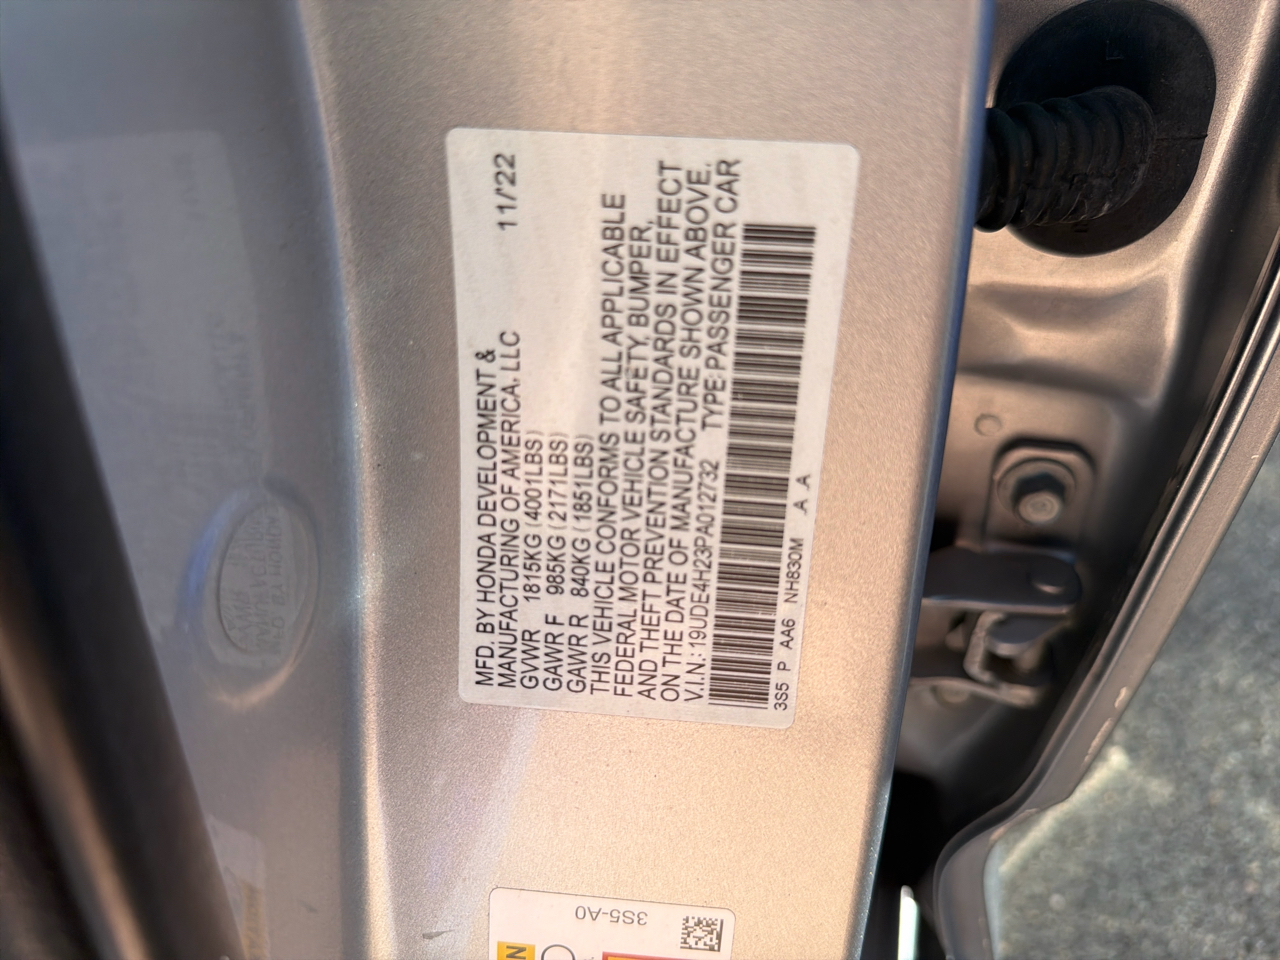 MFD. BY HONDA DEVELOPMENT &
MANUFACTURING OF AMERICA, LLC 11/'22
GVWR 1815KG (4001LBS)
GAWR F 985KG (2171LBS)
GAWR R 840KG (1851LBS)
THIS VEHICLE CONFORMS TO ALL APPLICABLE
FEDERAL MOTOR VEHICLE SAFETY, BUMPER,
AND THEFT PREVENTION STANDARDS IN EFFECT
ON THE DATE OF MANUFACTURE SHOWN ABOVE.
V.I.N.: 19UDE4H23PA012732 TYPE: PASSENGER CAR
3S5 P AA6 NH830M A A
3S5-A0